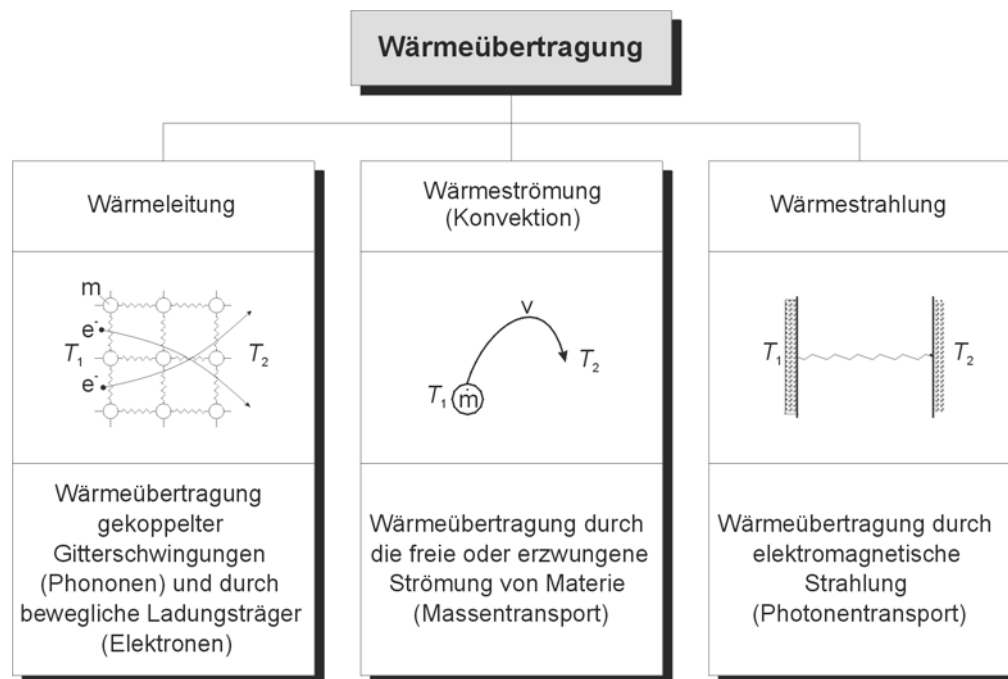 Wärmeübertragung
Wärmeleitung
m
e-
T1
T2
e-
Wärmeübertragung
gekoppelter
Gitterschwingungen
(Phononen) und durch
bewegliche Ladungsträger
(Elektronen)
Wärmeströmung
(Konvektion)
v
T2
T1
ṁ
Wärmeübertragung durch
die freie oder erzwungene
Strömung von Materie
(Massentransport)
Wärmestrahlung
T1
T2
Wärmeübertragung durch
elektromagnetische
Strahlung
(Photonentransport)